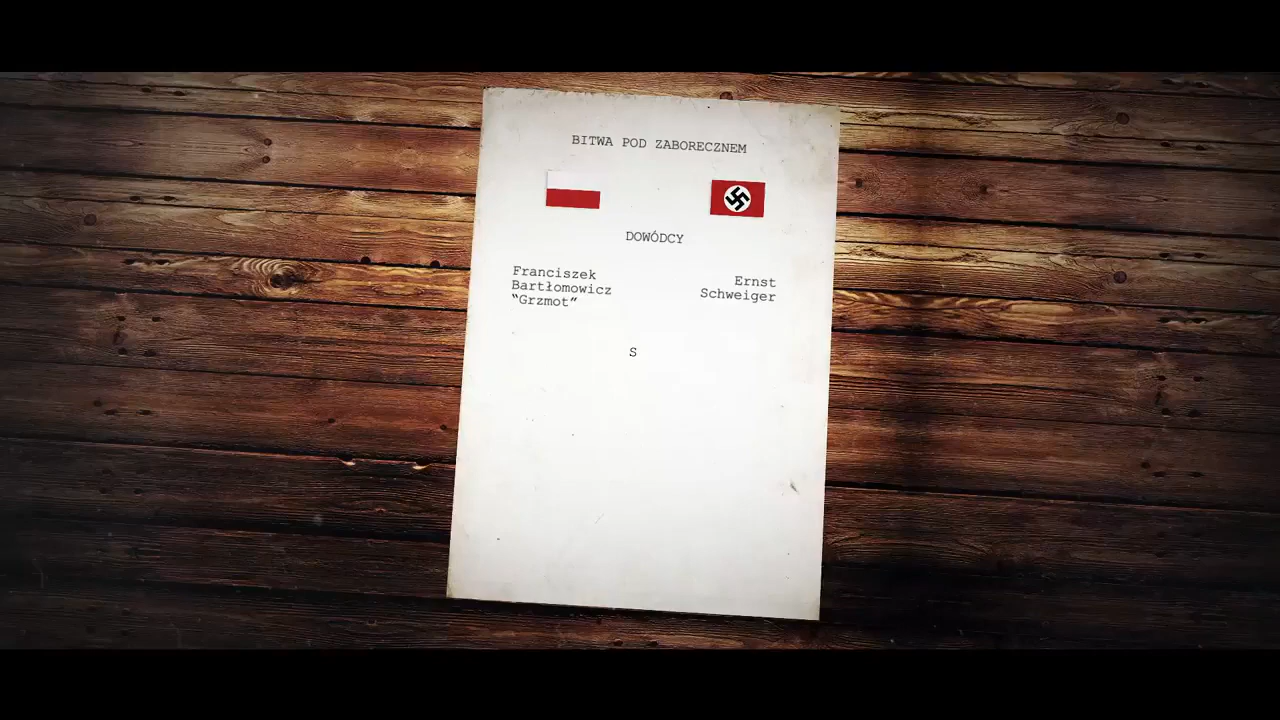 BITWA POD ZABORECZNEM
DOWÓDCY
Franciszek
Bartłomowicz
“Grzmot”
Ernst
Schweiger
S